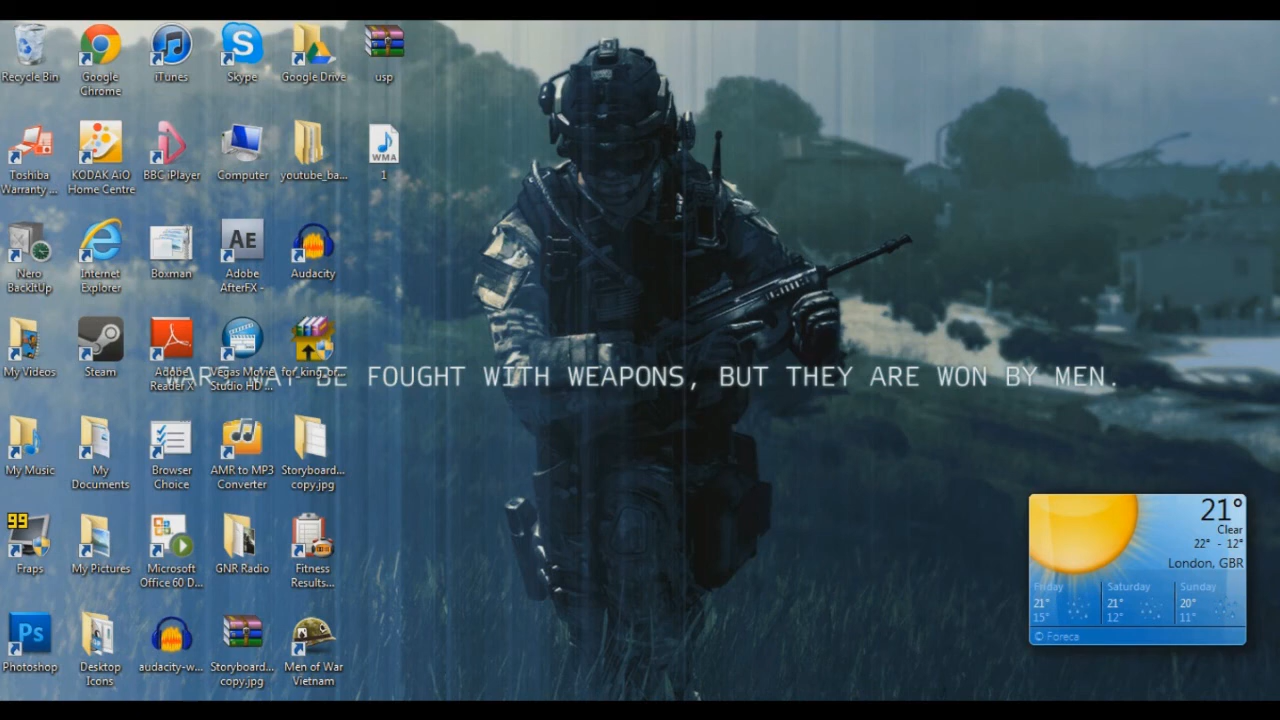 Recycle Bin
Google
Chrome
iTunes
Skype
Google Drive
usp
Toshiba
Warranty ...
KODAK AiO
Home Centre
BBC iPlayer
Computer
youtube_ba...
WMA
1
Nero
BackItUp
Internet
Explorer
Boxman
AE
Adobe
AfterFX -
Audacity
My Videos
Steam
Adobe
Reader X
Vegas Movie
Studio HD ...
for_king_br...
BE FOUGHT WITH WEAPONS, BUT THEY ARE WON BY MEN.
My Music
My
Documents
Browser
Choice
AMR to MP3
Converter
Storyboard...
copy.jpg
99
Fraps
My Pictures
Microsoft
Office 60 D...
GNR Radio
Fitness
Results...
Ps
Photoshop
Desktop
Icons
audacity-w...
Storyboard...
copy.jpg
Men of War
Vietnam
21°
Clear
22° - 12°
London, GBR
Friday
21°
15°
Saturday
21°
12°
Sunday
20°
11°
© Foreca